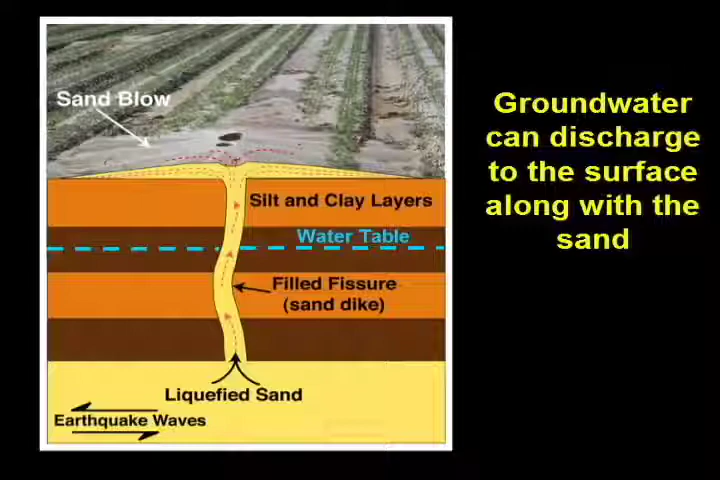 Sand Blow
Silt and Clay Layers
Water Table
Filled Fissure
(sand dike)
Liquefied Sand
Earthquake Waves
Groundwater
can discharge
to the surface
along with the
sand